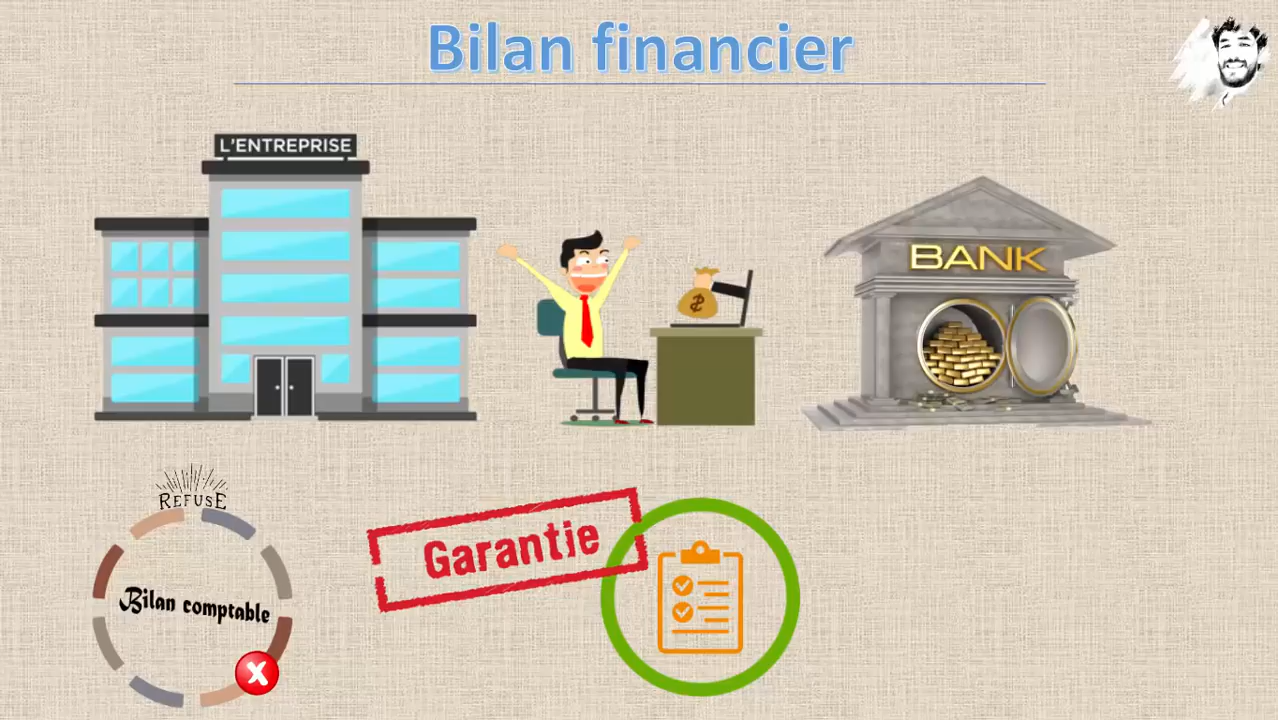 Bilan financier
L'ENTREPRISE
BANK
$
REFUSE
Garantie
Bilan comptable
X